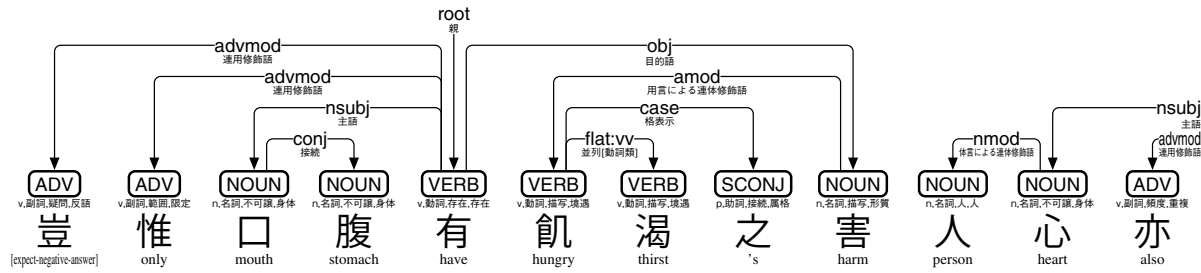 root
親
advmod
連用修飾語
obj
目的語
advmod
連用修飾語
amod
用言による連体修飾語
nsubj
主語
case
格表示
nsubj
主語
conj
接続
flat:vv
並列[動詞類]
nmod
体言による連体修飾語
advmod
連用修飾語
ADV ADV NOUN NOUN VERB VERB VERB SCONJ NOUN NOUN NOUN ADV
v,副詞,疑問,反語 v,副詞,範囲,限定 n,名詞,不可譲,身体 n,名詞,不可譲,身体 v,動詞,存在,存在 v,動詞,描写,境遇 v,動詞,描写,境遇 p,助詞,接続,属格 n,名詞,描写,形質 n,名詞,人,人 n,名詞,不可譲,身体 v,副詞,頻度,重複
豈 惟 口 腹 有 飢 渴 之 害 人 心 亦
[expect-negative-answer] only mouth stomach have hungry thirst 's harm person heart also